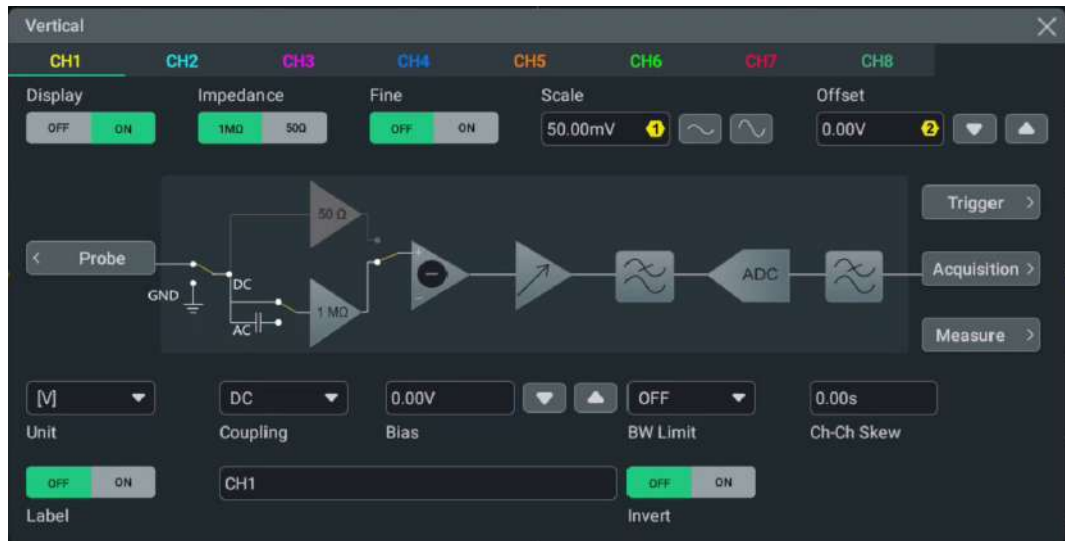 Vertical
CH1 CH2 CH3 CH4 CH5 CH6 CH7 CH8
Display Impedance Fine Scale Offset
OFF ON 1MΩ 50Ω OFF ON 50.00mV 1 0.00V 2
50 Ω
Trigger >
< Probe
DC
ADC
Acquisition >
GND
1 MΩ
AC
Measure >
[V] DC 0.00V OFF 0.00s
Unit Coupling Bias BW Limit Ch-Ch Skew
OFF ON CH1 OFF ON
Label Invert